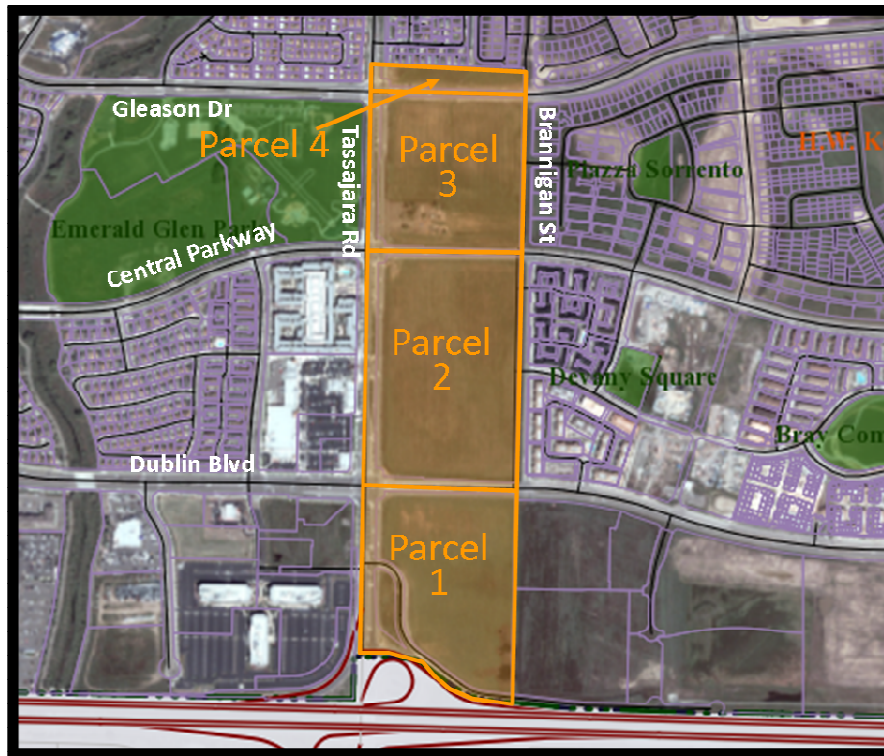 Gleason Dr
Parcel 4
Tassajara Rd
Parcel
3
Brannigan St
H.W. K
Piazza Sorrento
Emerald Glen Park
Central Parkway
Parcel
2
Devany Square
Bray Com
Dublin Blvd
Parcel
1